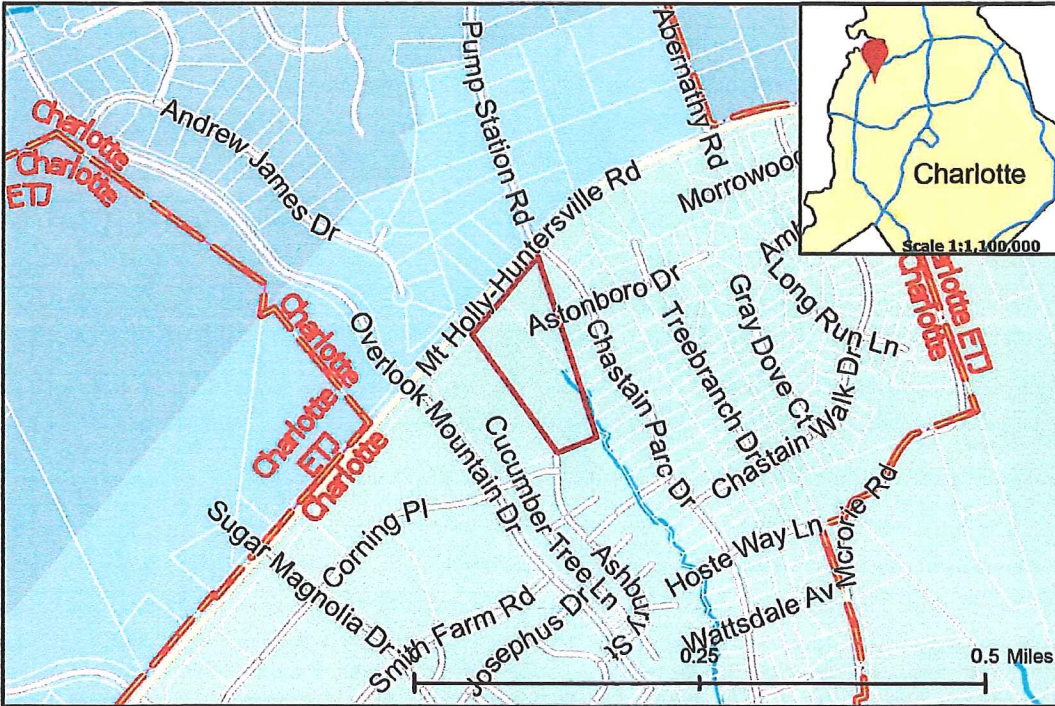 Pump Station Rd
Abernathy Rd
Charlotte
Charlotte
ETJ
Andrew James Dr
Mt Holly-Huntersville Rd
Morrowood
Charlotte
Scale 1:1,100,000
Astonboro Dr
Long Run Ln
Gray Dove Ct
Treebranch Dr
Charlotte ETJ
Charlotte
Charlotte
Charlotte
ETJ
Charlotte
Overlook Mountain Dr
Chastain Parc Dr
Chastain Walk Dr
Cucumber Tree Ln
Corning Pl
Sugar Magnolia Dr
Ashbury St
Hoste Way Ln
Mcrorie Rd
Smith Farm Rd
Josephus Dr
Wattsdale Av
0.25
0.5 Miles